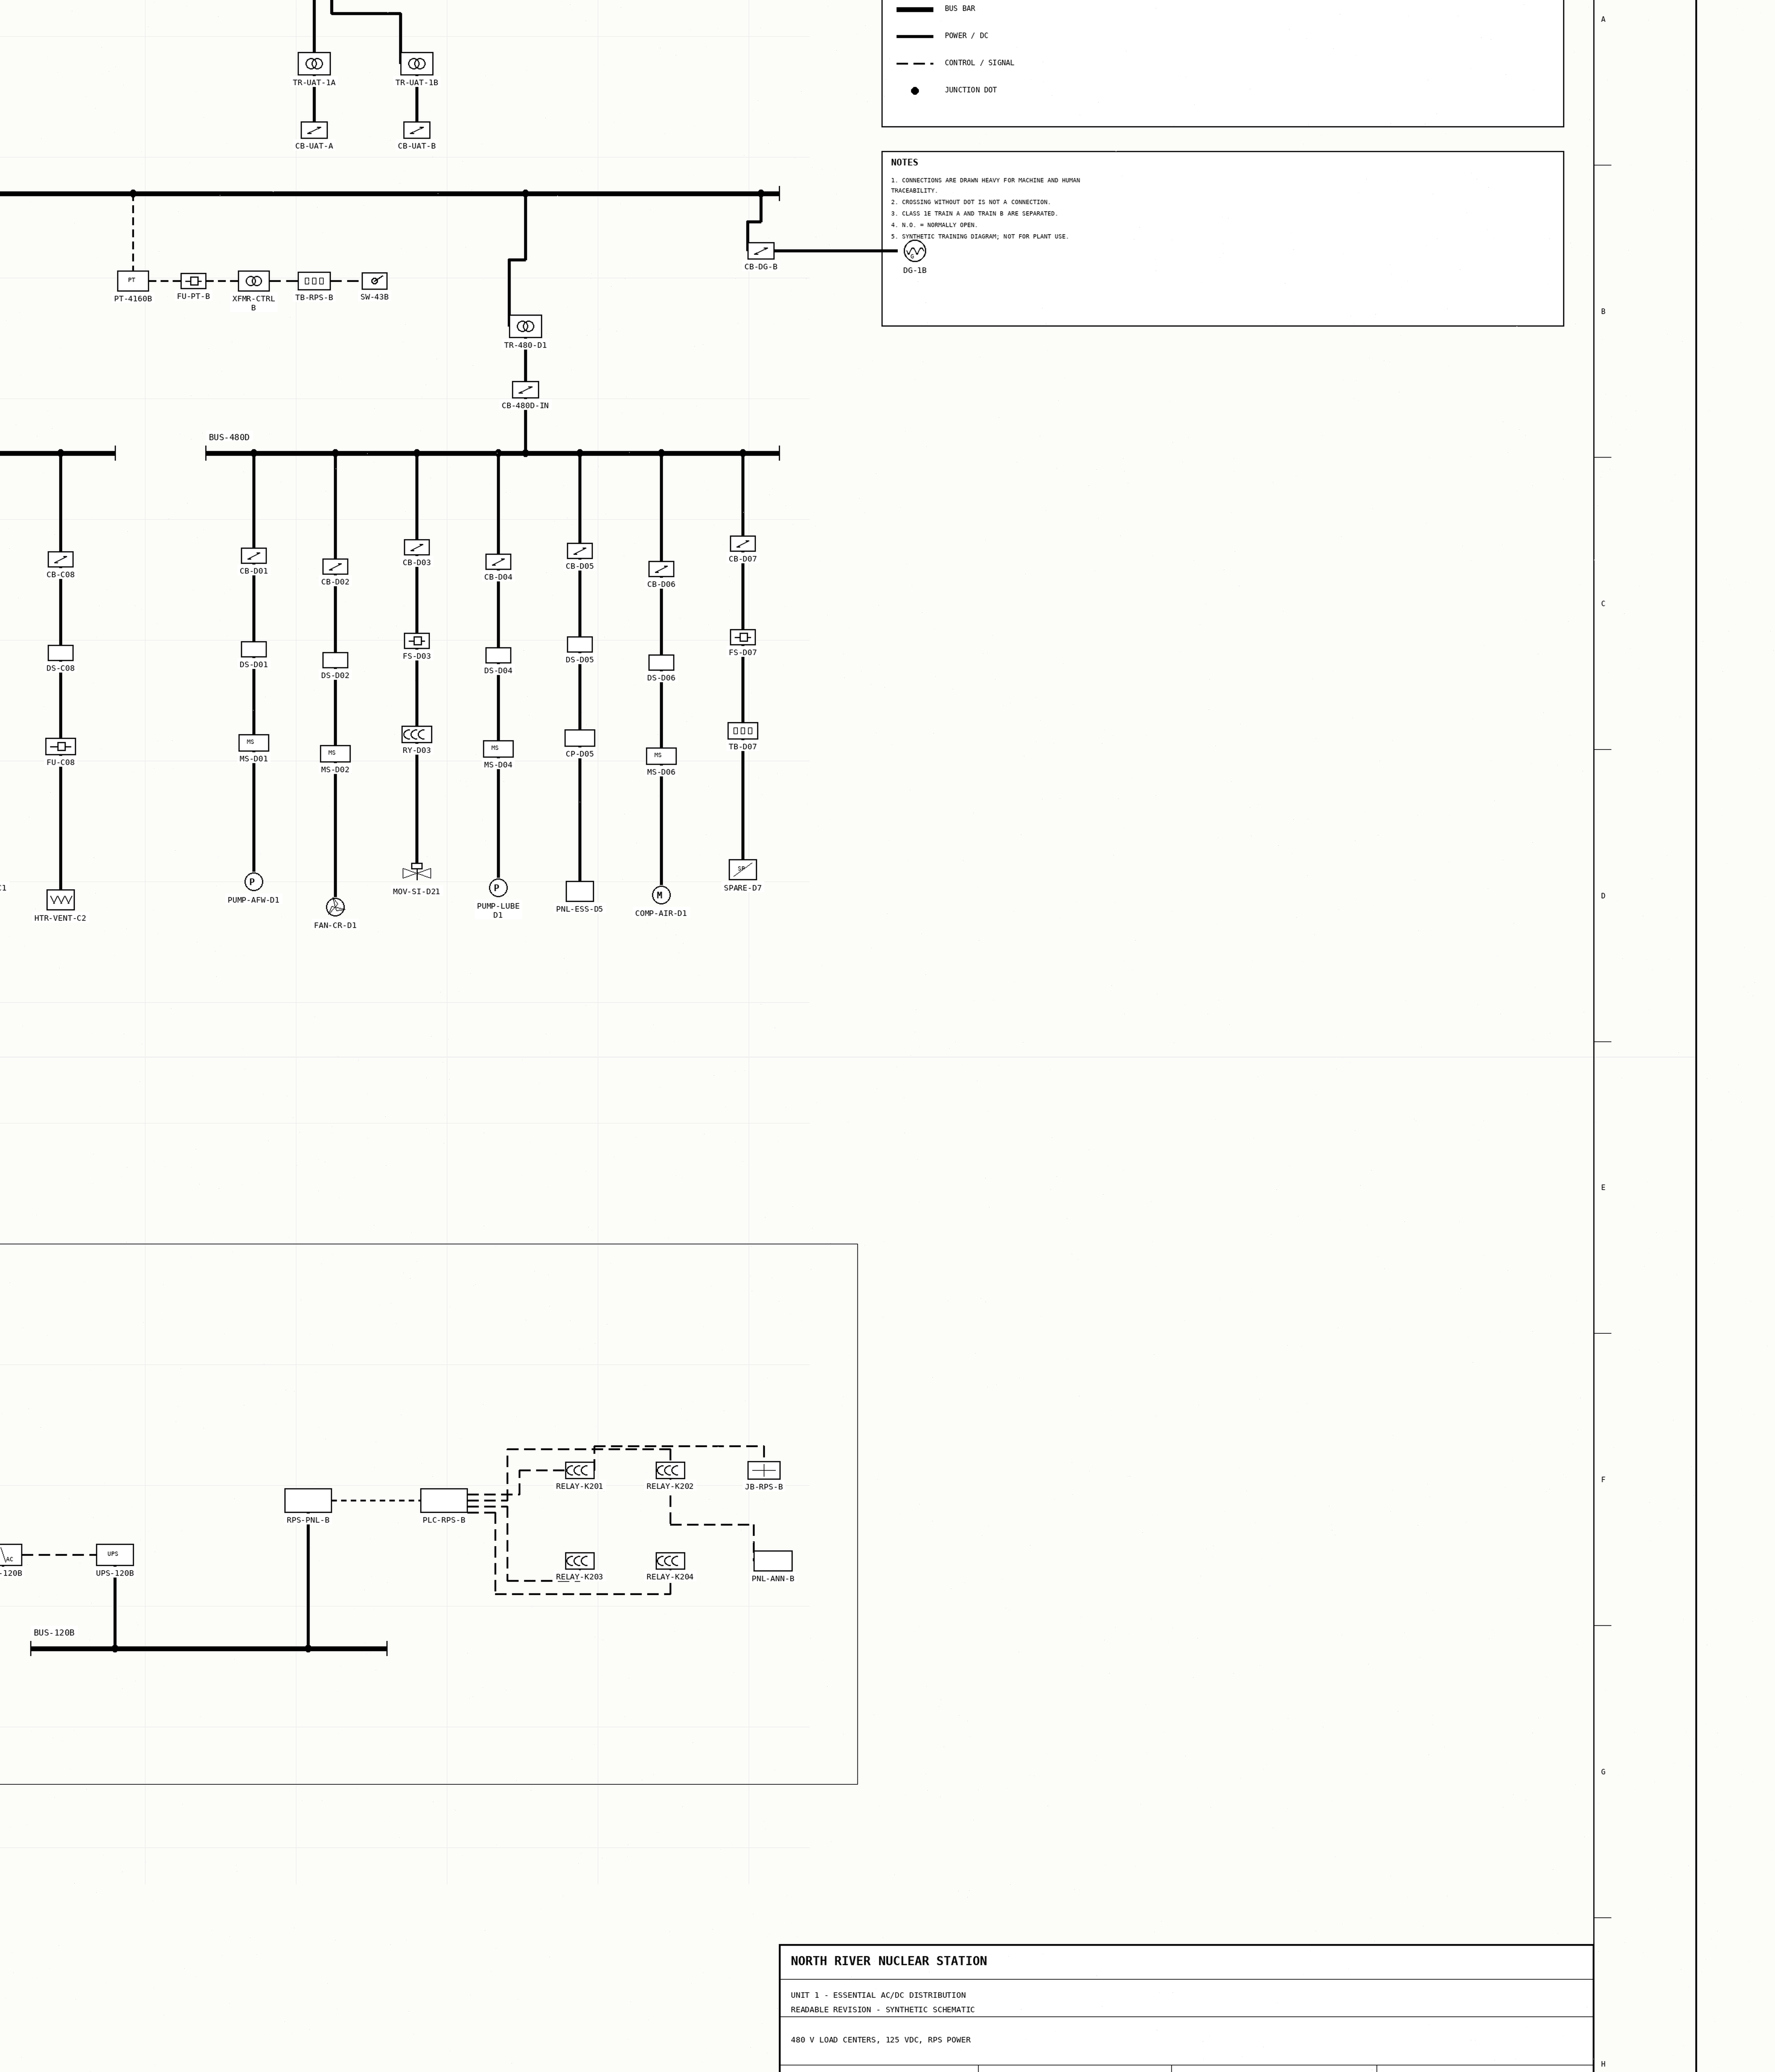 BUS BAR
POWER / DC
CONTROL / SIGNAL
JUNCTION DOT
A
TR-UAT-1A
TR-UAT-1B
CB-UAT-A
CB-UAT-B
NOTES
1. CONNECTIONS ARE DRAWN HEAVY FOR MACHINE AND HUMAN
TRACEABILITY.
2. CROSSING WITHOUT DOT IS NOT A CONNECTION.
3. CLASS 1E TRAIN A AND TRAIN B ARE SEPARATED.
4. N.O. = NORMALLY OPEN.
5. SYNTHETIC TRAINING DIAGRAM; NOT FOR PLANT USE.
G
DG-1B
CB-DG-B
PT
PT-4160B
FU-PT-B
XFMR-CTRL
B
TB-RPS-B
SW-43B
B
TR-480-D1
CB-480D-IN
BUS-480D
CB-C08
CB-D01
CB-D02
CB-D03
CB-D04
CB-D05
CB-D06
CB-D07
C
DS-C08
DS-D01
DS-D02
FS-D03
DS-D04
DS-D05
DS-D06
FS-D07
FU-C08
MS
MS-D01
MS
MS-D02
RY-D03
MS
MS-D04
CP-D05
MS
MS-D06
TB-D07
C1
HTR-VENT-C2
P
PUMP-AFW-D1
FAN-CR-D1
MOV-SI-D21
P
PUMP-LUBE
D1
PNL-ESS-D5
M
COMP-AIR-D1
SP
SPARE-D7
D
E
RELAY-K201
RELAY-K202
JB-RPS-B
F
RPS-PNL-B
PLC-RPS-B
AC
-120B
UPS
UPS-120B
RELAY-K203
RELAY-K204
PNL-ANN-B
BUS-120B
G
NORTH RIVER NUCLEAR STATION
UNIT 1 - ESSENTIAL AC/DC DISTRIBUTION
READABLE REVISION - SYNTHETIC SCHEMATIC
480 V LOAD CENTERS, 125 VDC, RPS POWER
H